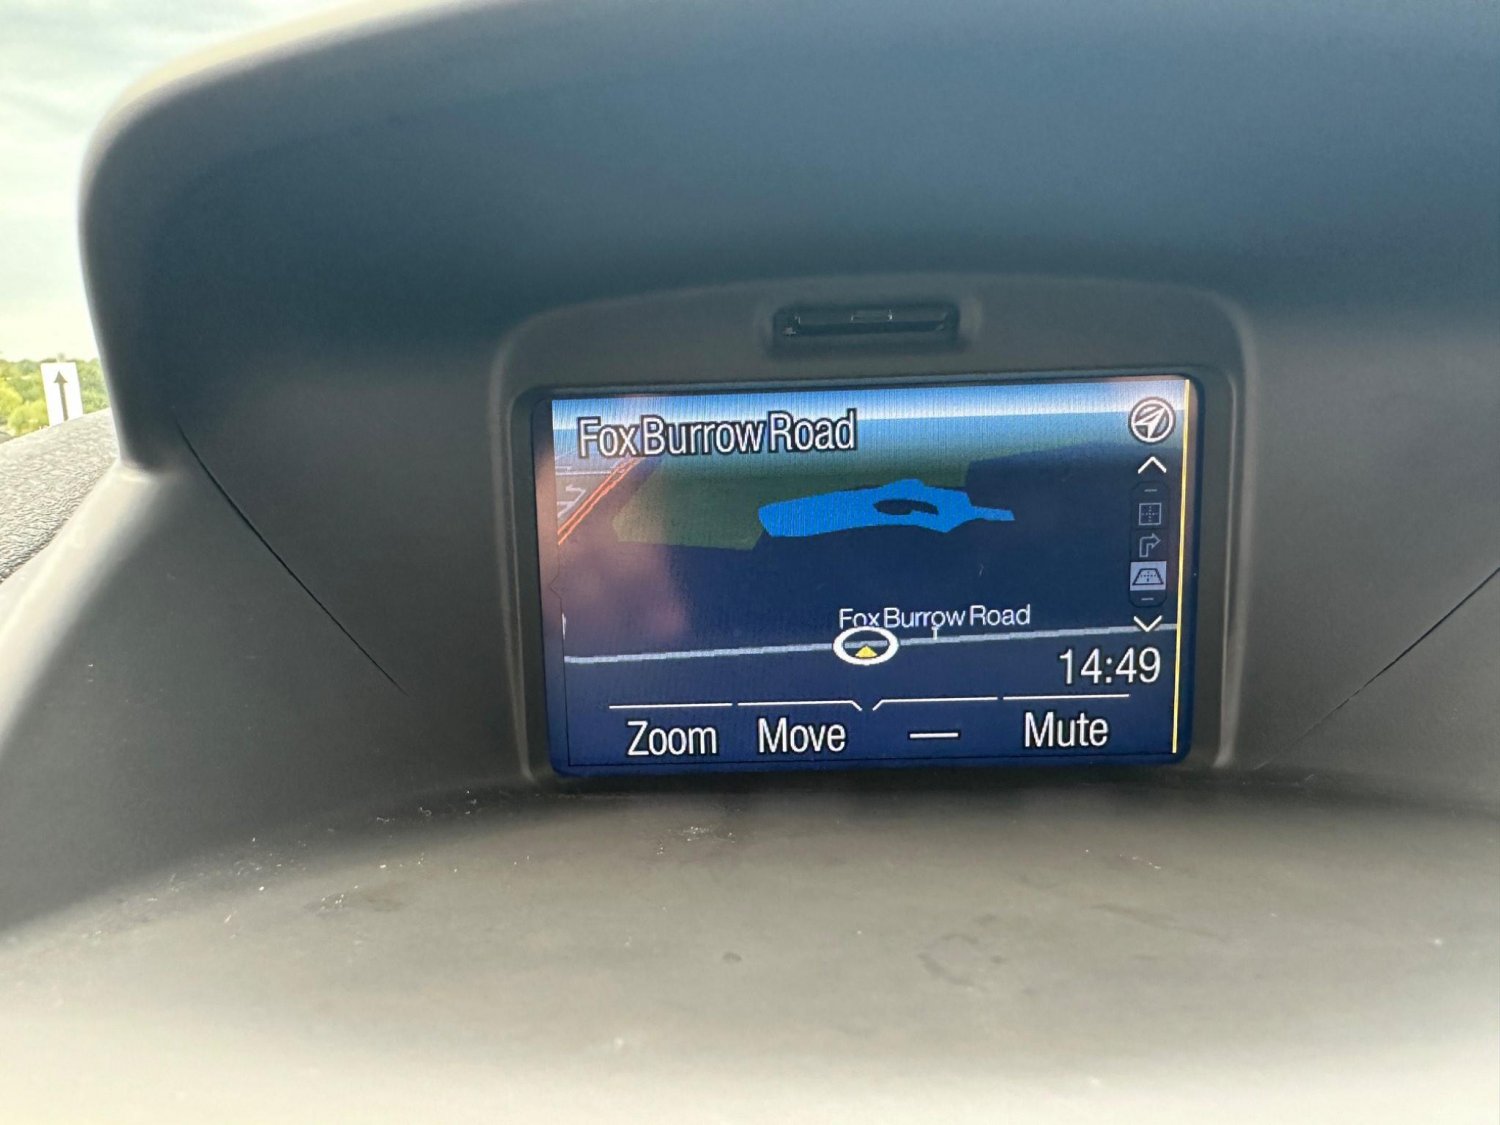 Fox Burrow Road
Fox Burrow Road
14:49
Zoom Move — Mute